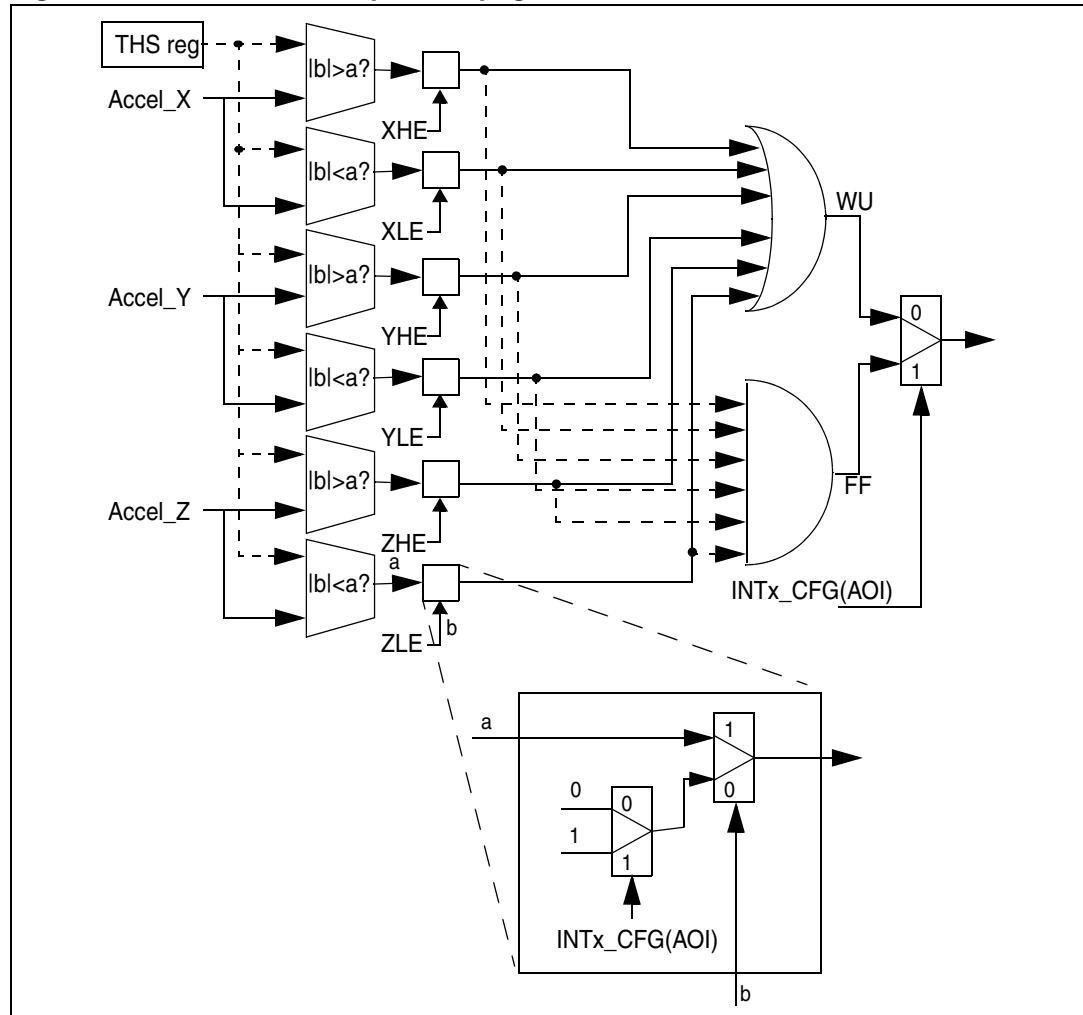 THS reg
|b|>a?
Accel_X
XHE
|b|<a?
XLE
WU
|b|>a?
Accel_Y
YHE
0
1
|b|<a?
YLE
|b|>a?
FF
Accel_Z
ZHE
a
|b|<a?
INTx_CFG(AOI)
b
ZLE
a
1
0
0
0
1
1
INTx_CFG(AOI)
b